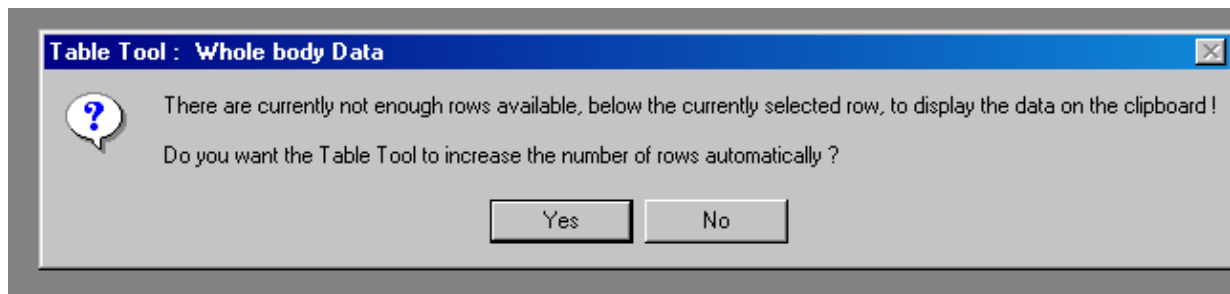 Table Tool :  Whole body Data
There are currently not enough rows available, below the currently selected row, to display the data on the clipboard !
Do you want the Table Tool to increase the number of rows automatically ?
Yes No